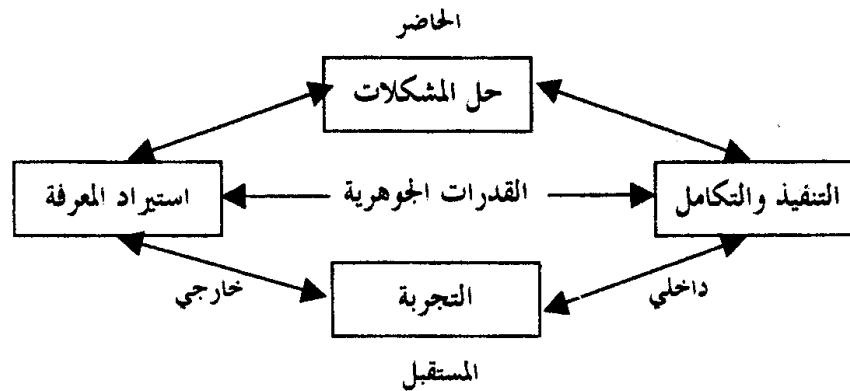 الحاضر
حل المشكلات
التنفيذ والتكامل
القدرات الجوهرية
استيراد المعرفة
داخلي
التجربة
خارجي
المستقبل